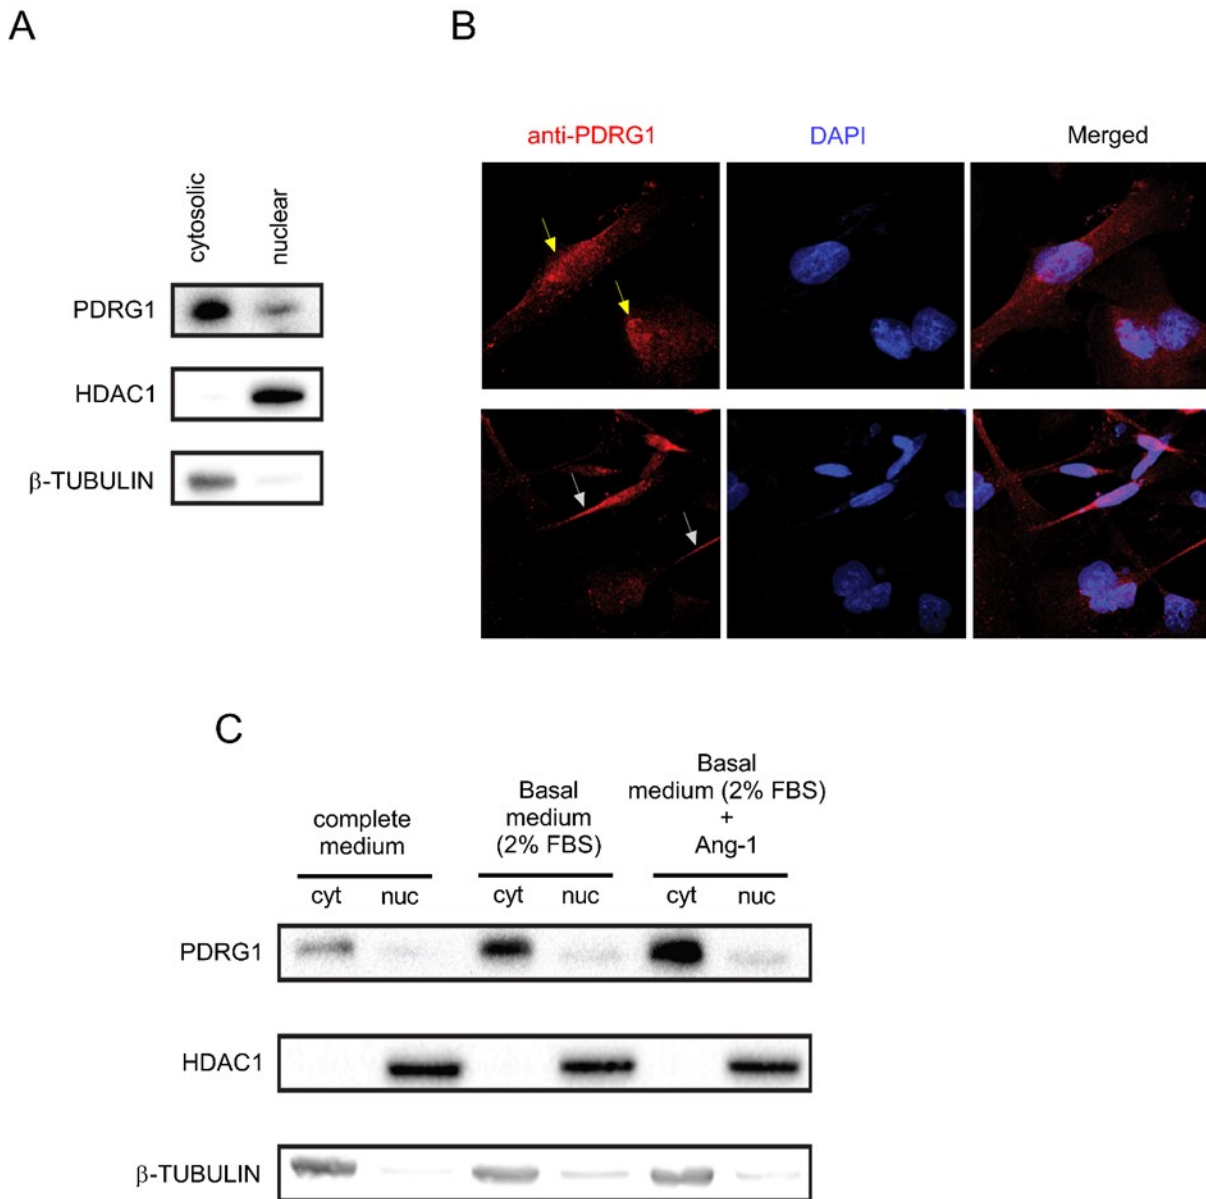 A
B
anti-PDRG1
DAPI
Merged
cytosolic
nuclear
PDRG1
HDAC1
β-TUBULIN
C
complete
medium
Basal
medium
(2% FBS)
Basal
medium (2% FBS)
+
Ang-1
cyt
nuc
cyt
nuc
cyt
nuc
PDRG1
HDAC1
β-TUBULIN